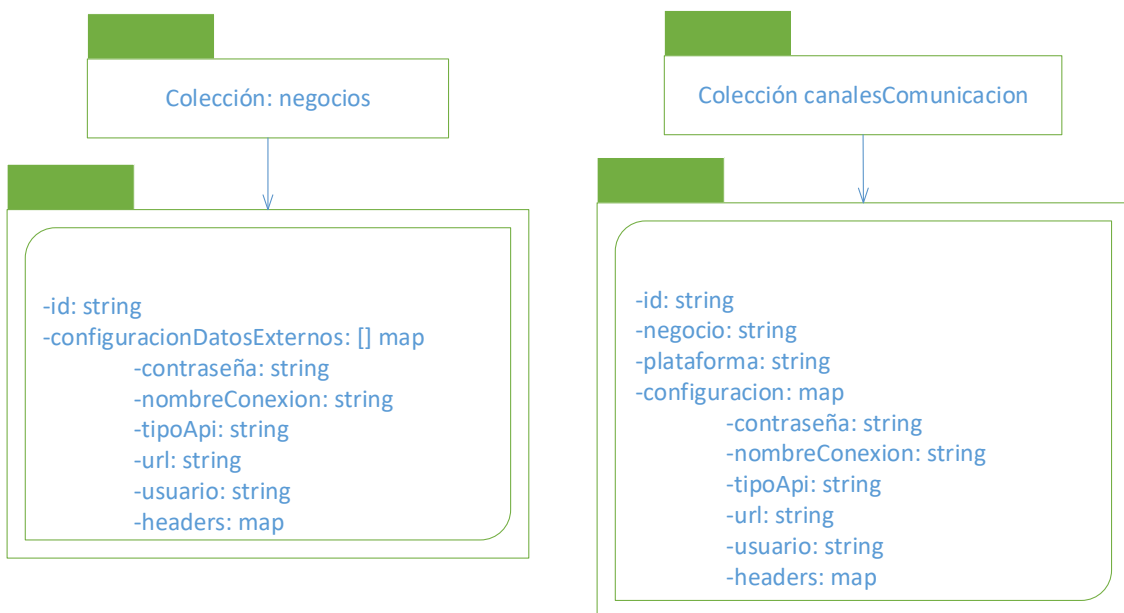 Colección: negocios
-id: string
-configuracionDatosExternos: [] map
-contraseña: string
-nombreConexion: string
-tipoApi: string
-url: string
-usuario: string
-headers: map
Colección canalesComunicacion
-id: string
-negocio: string
-plataforma: string
-configuracion: map
-contraseña: string
-nombreConexion: string
-tipoApi: string
-url: string
-usuario: string
-headers: map